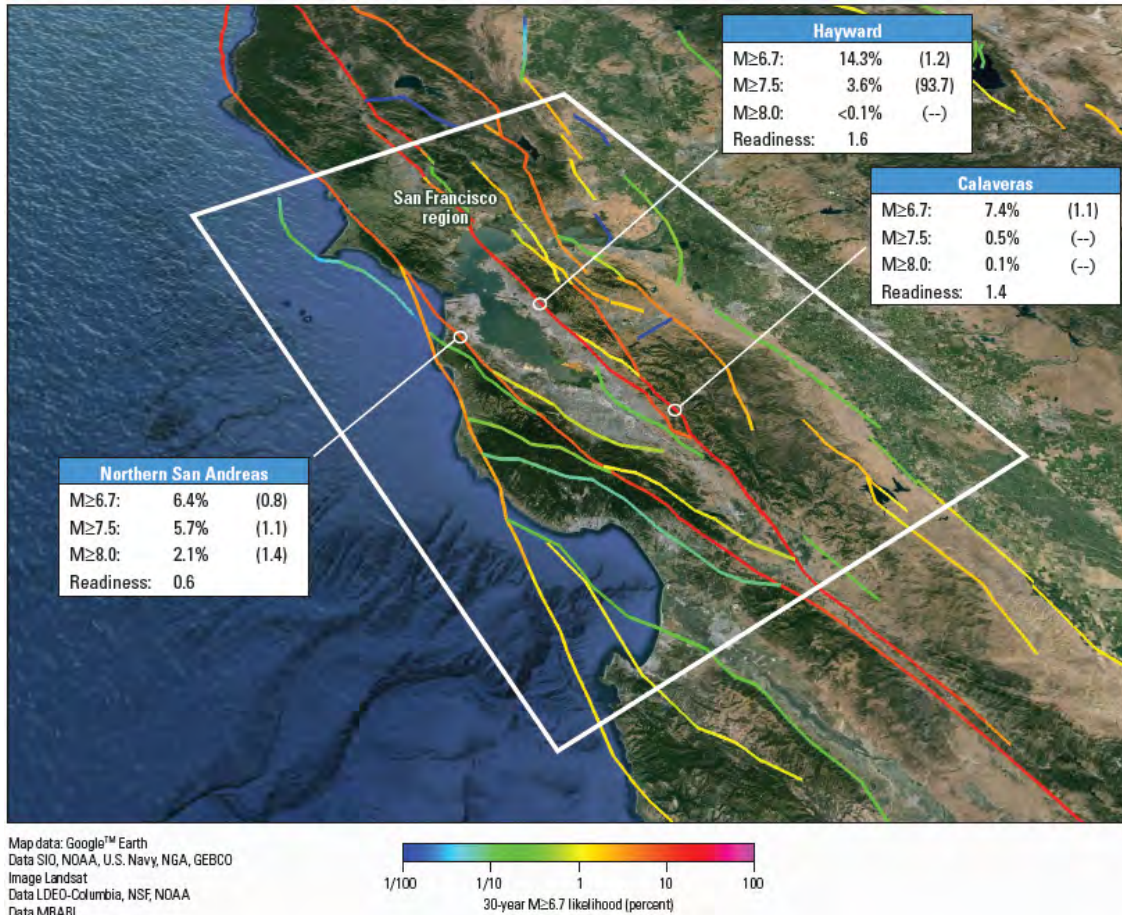 Hayward
M≥6.7: 14.3% (1.2)
M≥7.5: 3.6% (93.7)
M≥8.0: <0.1% (--)
Readiness: 1.6
Calaveras
M≥6.7: 7.4% (1.1)
M≥7.5: 0.5% (--)
M≥8.0: 0.1% (--)
Readiness: 1.4
San Francisco
region
Northern San Andreas
M≥6.7: 6.4% (0.8)
M≥7.5: 5.7% (1.1)
M≥8.0: 2.1% (1.4)
Readiness: 0.6
Map data: Google™ Earth
Data SIO, NOAA, U.S. Navy, NGA, GEBCO
Image Landsat
Data LDEO-Columbia, NSF, NOAA
Data MBARI
1/100 1/10 1 10 100
30-year M≥6.7 likelihood (percent)